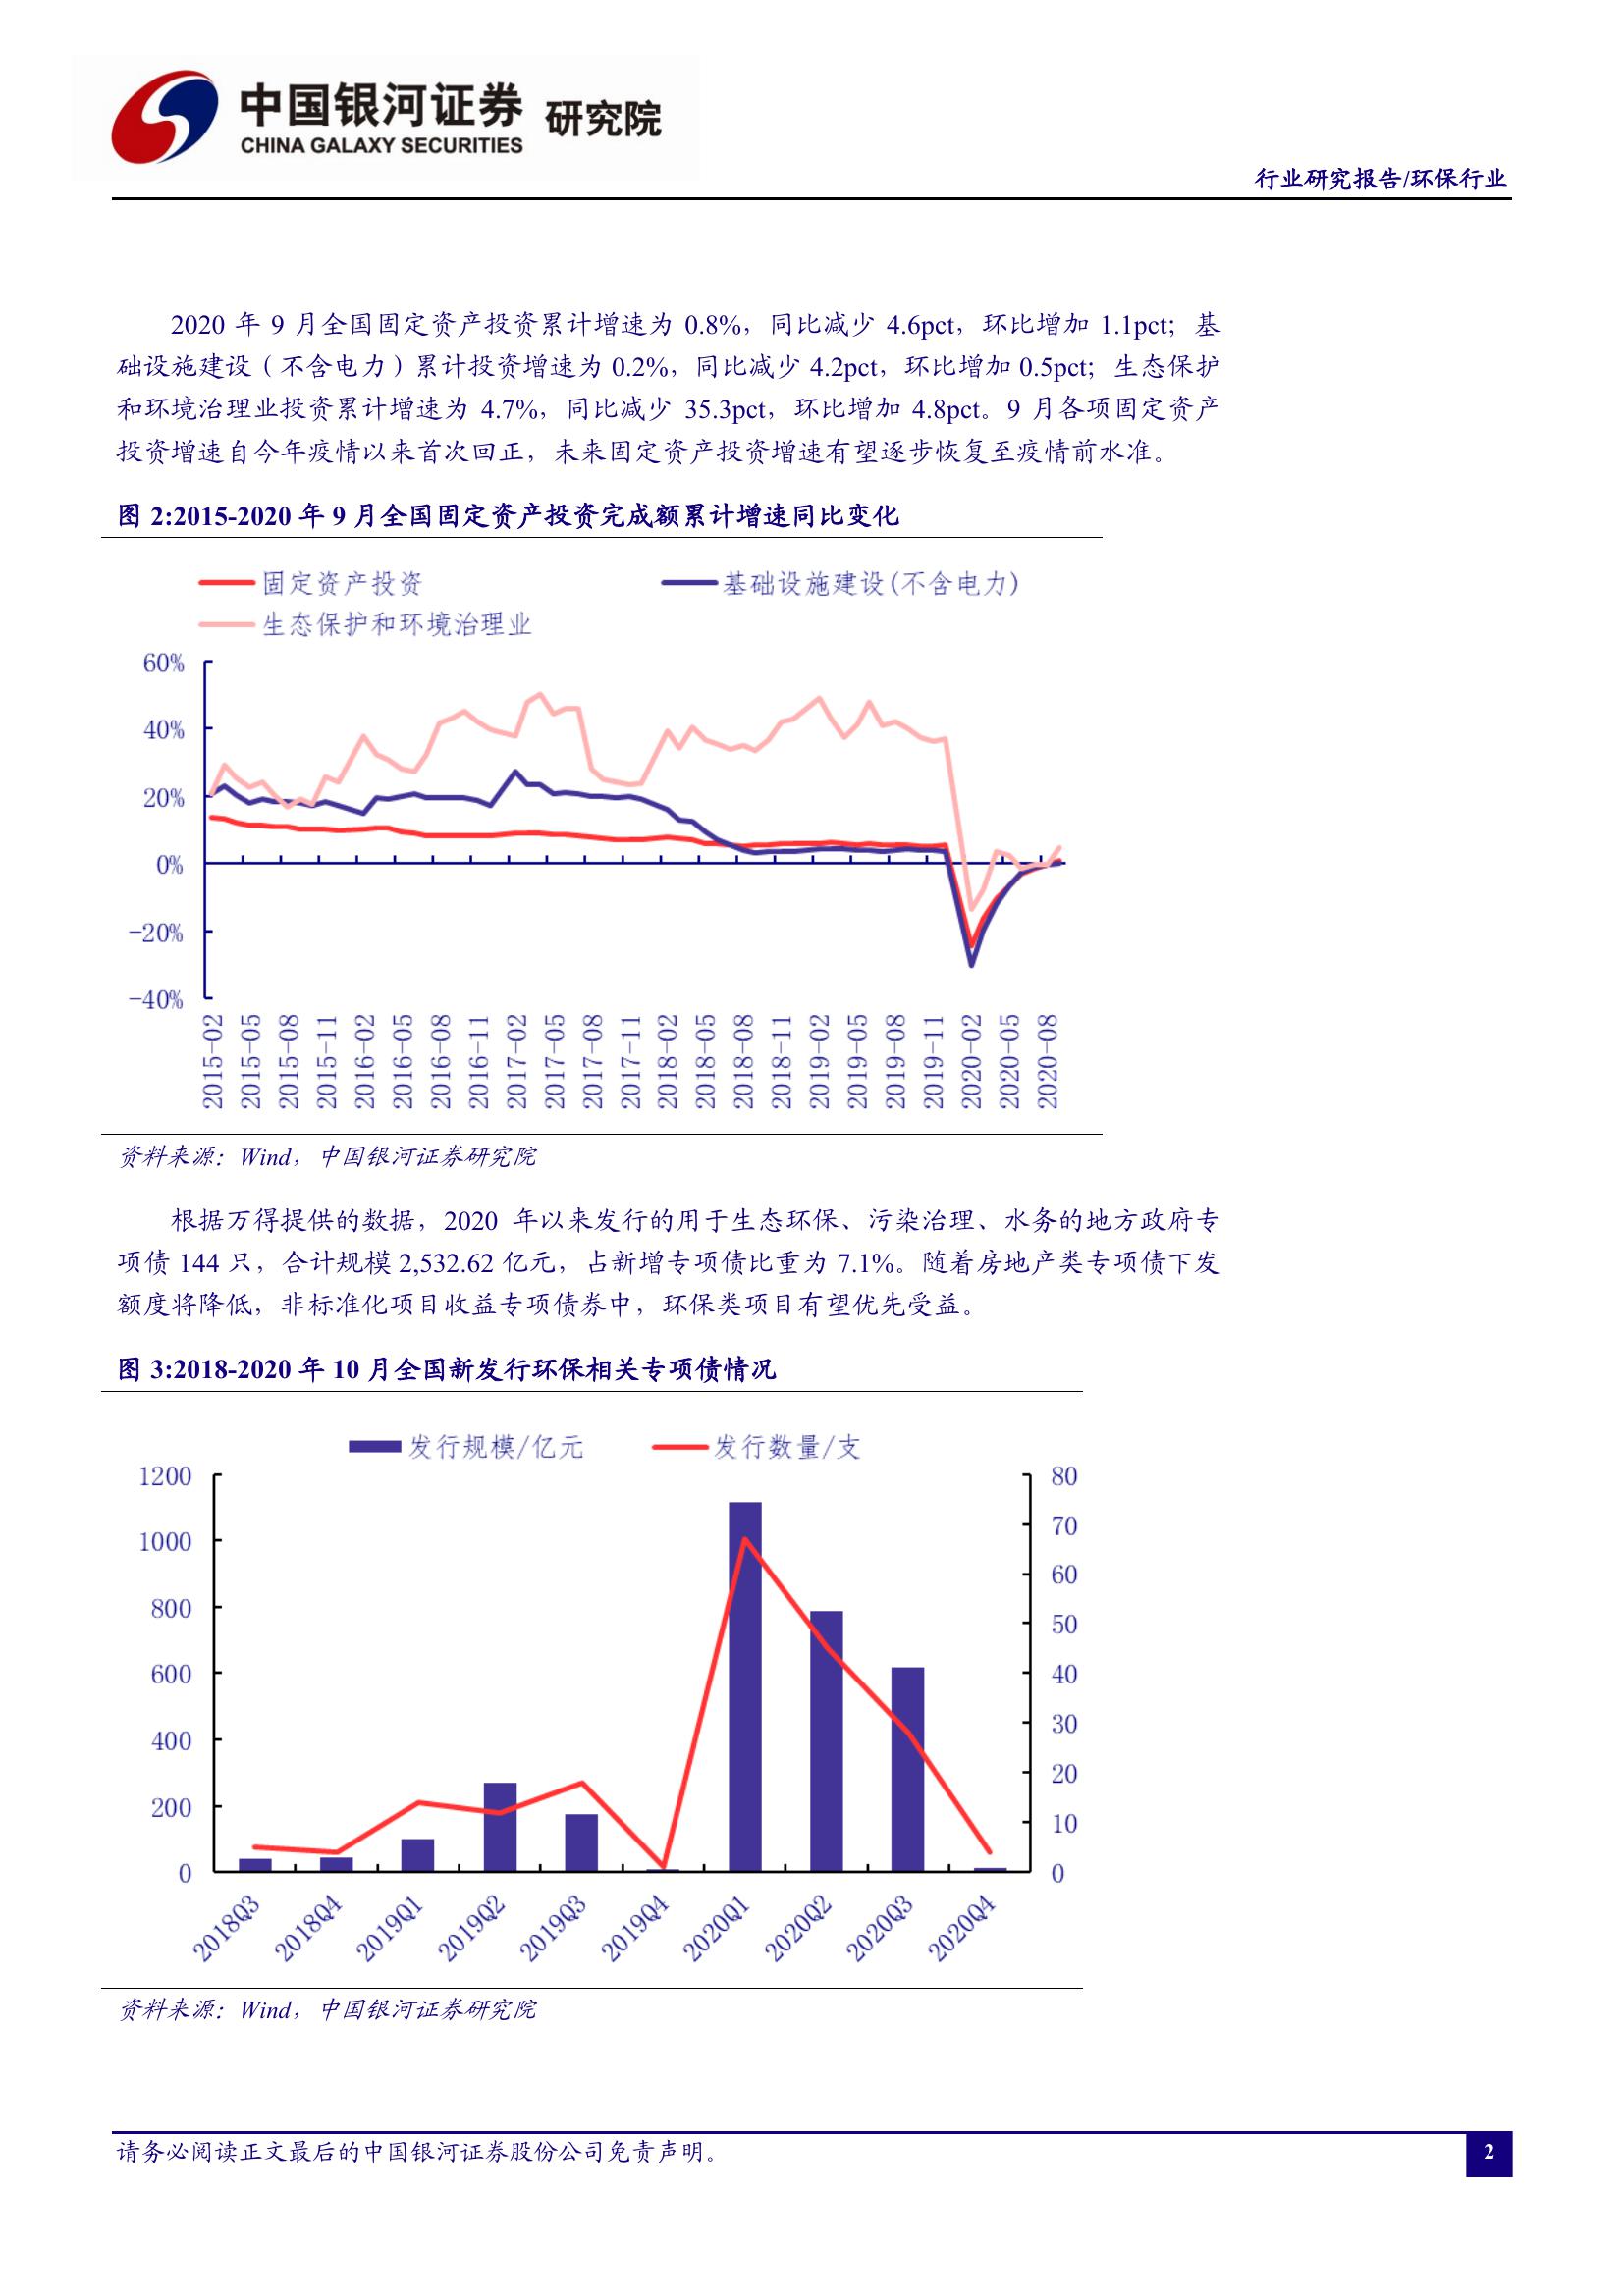 中国银河证券 研究院
CHINA GALAXY SECURITIES
行业研究报告/环保行业
2020 年 9 月全国固定资产投资累计增速为 0.8%，同比减少 4.6pct，环比增加 1.1pct；基
础设施建设（不含电力）累计投资增速为 0.2%，同比减少 4.2pct，环比增加 0.5pct；生态保护
和环境治理业投资累计增速为 4.7%，同比减少 35.3pct，环比增加 4.8pct。9 月各项固定资产
投资增速自今年疫情以来首次回正，未来固定资产投资增速有望逐步恢复至疫情前水准。
图 2:2015-2020 年 9 月全国固定资产投资完成额累计增速同比变化
固定资产投资 基础设施建设(不含电力)
生态保护和环境治理业
60%
40%
20%
0%
-20%
-40%
2015-02 2015-05 2015-08 2015-11 2016-02 2016-05 2016-08 2016-11 2017-02 2017-05 2017-08 2017-11 2018-02 2018-05 2018-08 2018-11 2019-02 2019-05 2019-08 2019-11 2020-02 2020-05 2020-08
资料来源：Wind，中国银河证券研究院
根据万得提供的数据，2020 年以来发行的用于生态环保、污染治理、水务的地方政府专
项债 144 只，合计规模 2,532.62 亿元，占新增专项债比重为 7.1%。随着房地产类专项债下发
额度将降低，非标准化项目收益专项债券中，环保类项目有望优先受益。
图 3:2018-2020 年 10 月全国新发行环保相关专项债情况
发行规模/亿元 发行数量/支
1200 80
70
1000
60
800
50
600 40
30
400
20
200
10
0 0
2018Q3 2018Q4 2019Q1 2019Q2 2019Q3 2019Q4 2020Q1 2020Q2 2020Q3 2020Q4
资料来源：Wind，中国银河证券研究院
请务必阅读正文最后的中国银河证券股份公司免责声明。
2